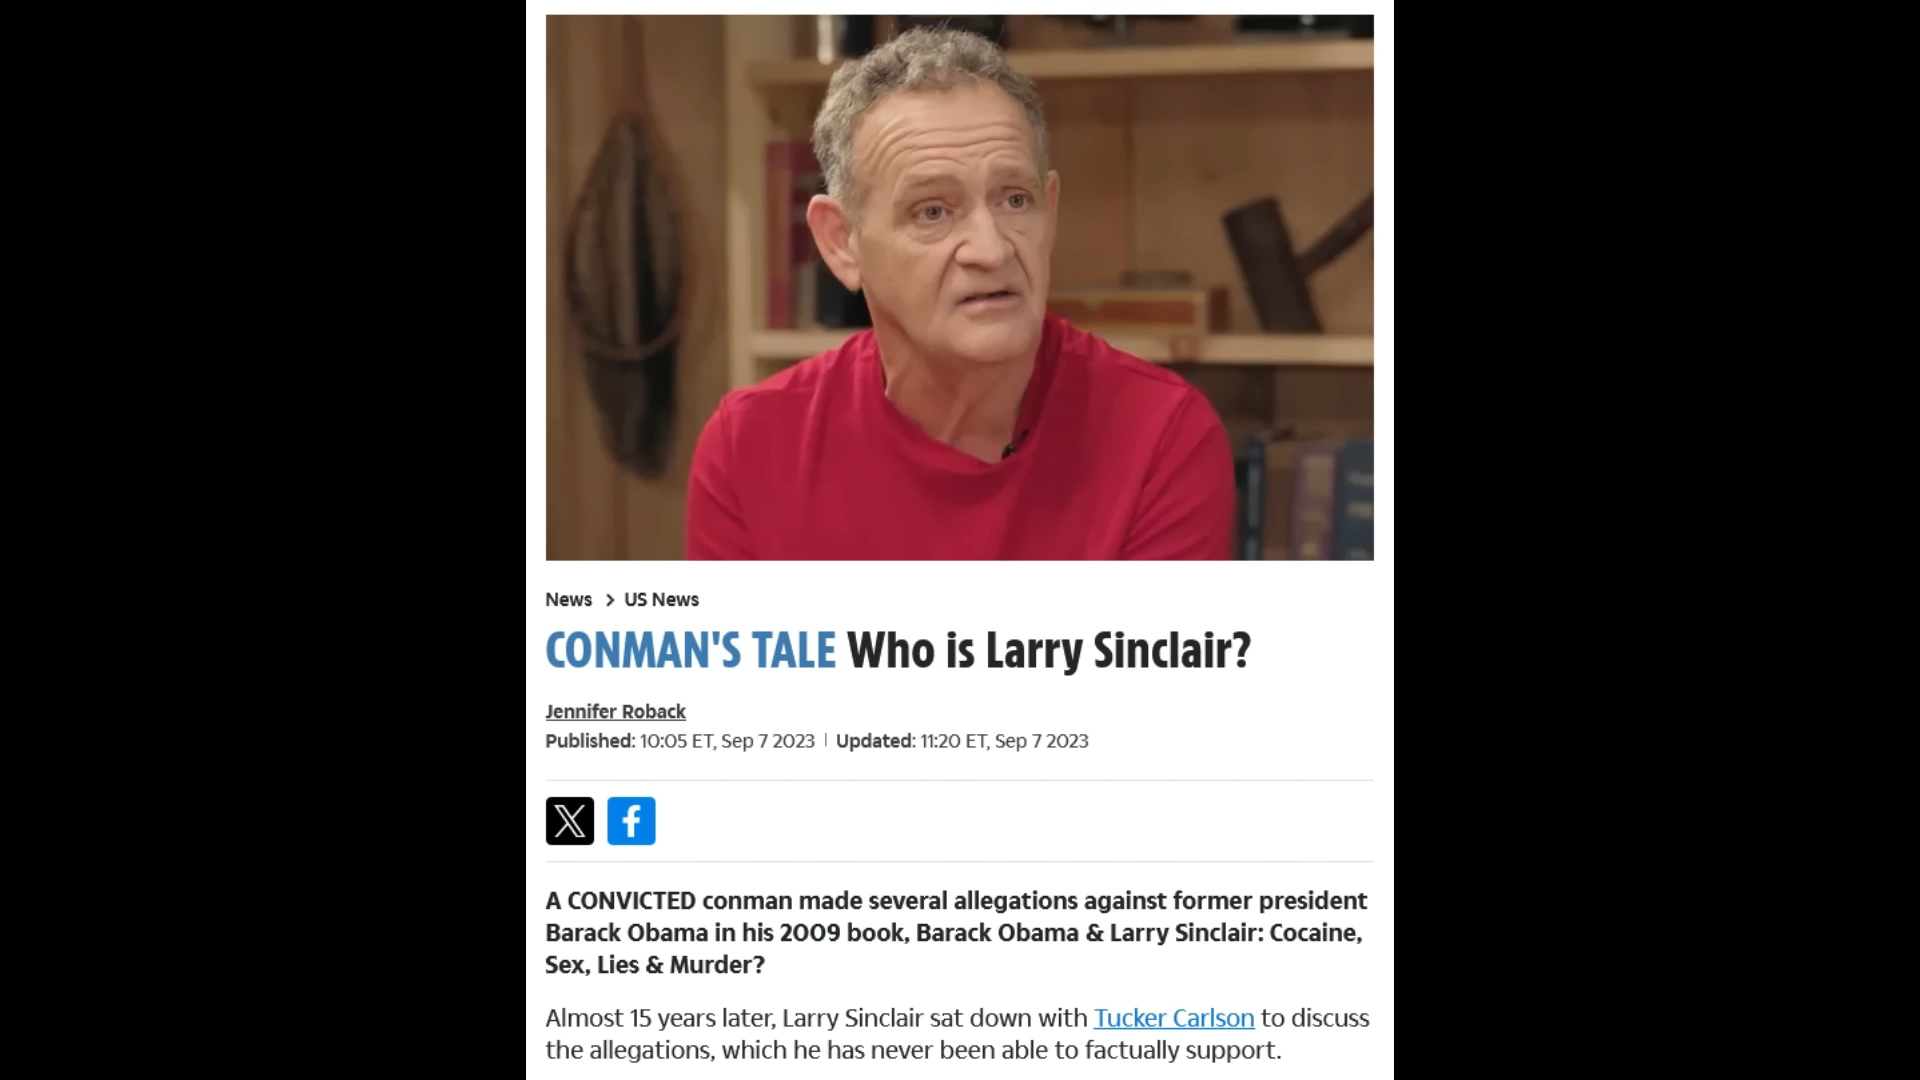 News > US News
CONMAN'S TALE Who is Larry Sinclair?
Jennifer Roback
Published: 10:05 ET, Sep 7 2023 | Updated: 11:20 ET, Sep 7 2023
A CONVICTED conman made several allegations against former president
Barack Obama in his 2009 book, Barack Obama & Larry Sinclair: Cocaine,
Sex, Lies & Murder?
Almost 15 years later, Larry Sinclair sat down with Tucker Carlson to discuss
the allegations, which he has never been able to factually support.